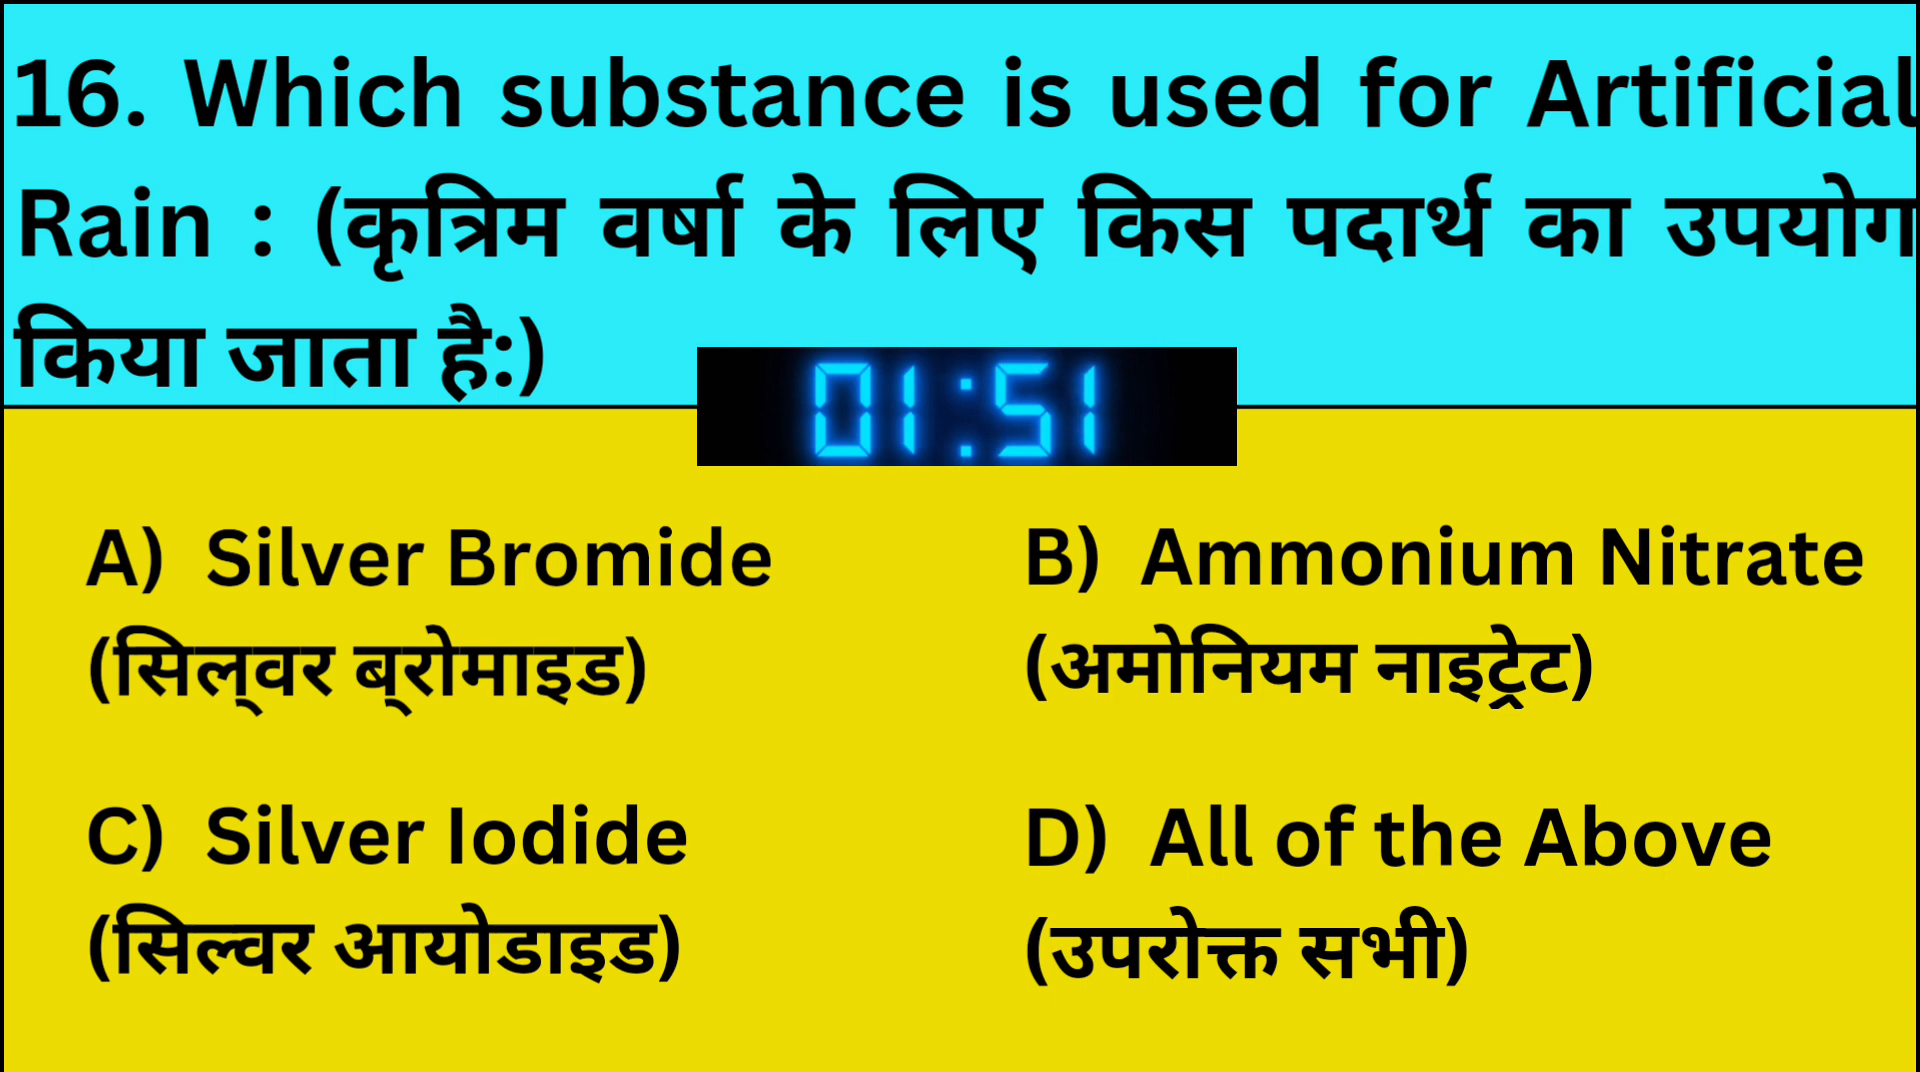 16. Which substance is used for Artificial
Rain : (कृत्रिम वर्षा के लिए किस पदार्थ का उपयोग
किया जाता है:)
01:51
A) Silver Bromide
(सिल्‌वर ब्‌रोमाइड)
B) Ammonium Nitrate
(अमोनियम नाइट्रेट)
C) Silver Iodide
(सिल्वर आयोडाइड)
D) All of the Above
(उपरोक्त सभी)